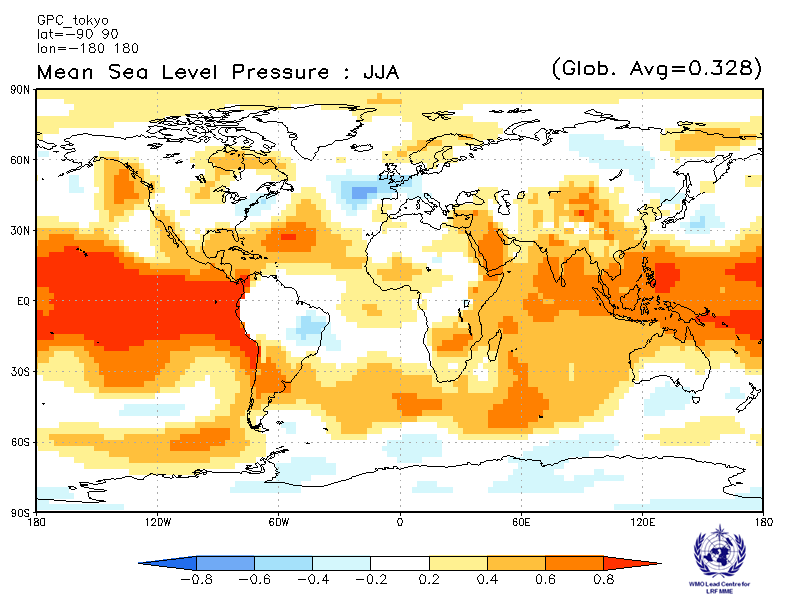 GPC_tokyo
lat=-90 90
lon=-180 180
Mean Sea Level Pressure : JJA
(Glob. Avg=0.328)
90N
60N
30N
EQ
30S
60S
90S
180 120W 60W 0 60E 120E 180
-0.8 -0.6 -0.4 -0.2 0.2 0.4 0.6 0.8
WMO Lead Centre for
LRF MME